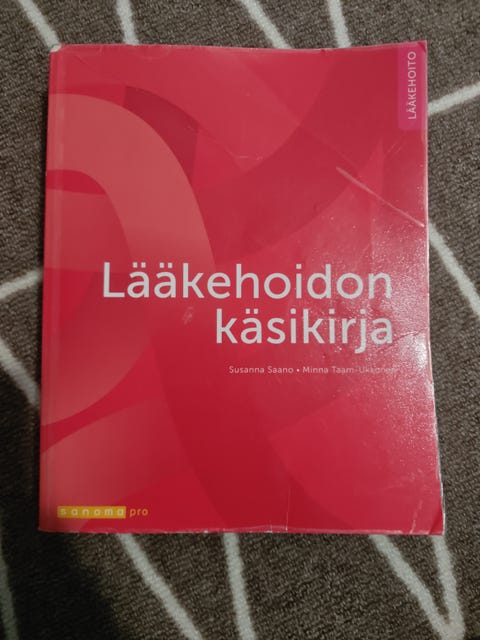 LÄÄKEHOITO
Lääkehoidon
käsikirja
Susanna Saano • Minna Taam-Ukkonen
sanoma pro